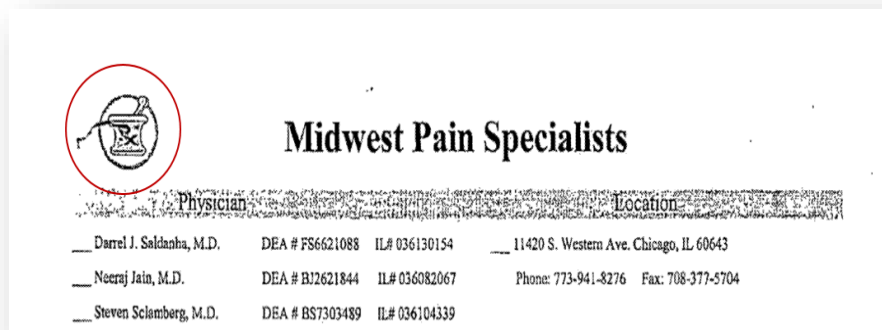 Rx
Midwest Pain Specialists
Physician Location
___ Darrel J. Saldanha, M.D. DEA # FS6621088 IL# 036130154 ___ 11420 S. Western Ave. Chicago, IL 60643
___ Neeraj Jain, M.D. DEA # BJ2621844 IL# 036082067 Phone: 773-941-8276 Fax: 708-377-5704
___ Steven Sclamberg, M.D. DEA # BS7303489 IL# 036104339